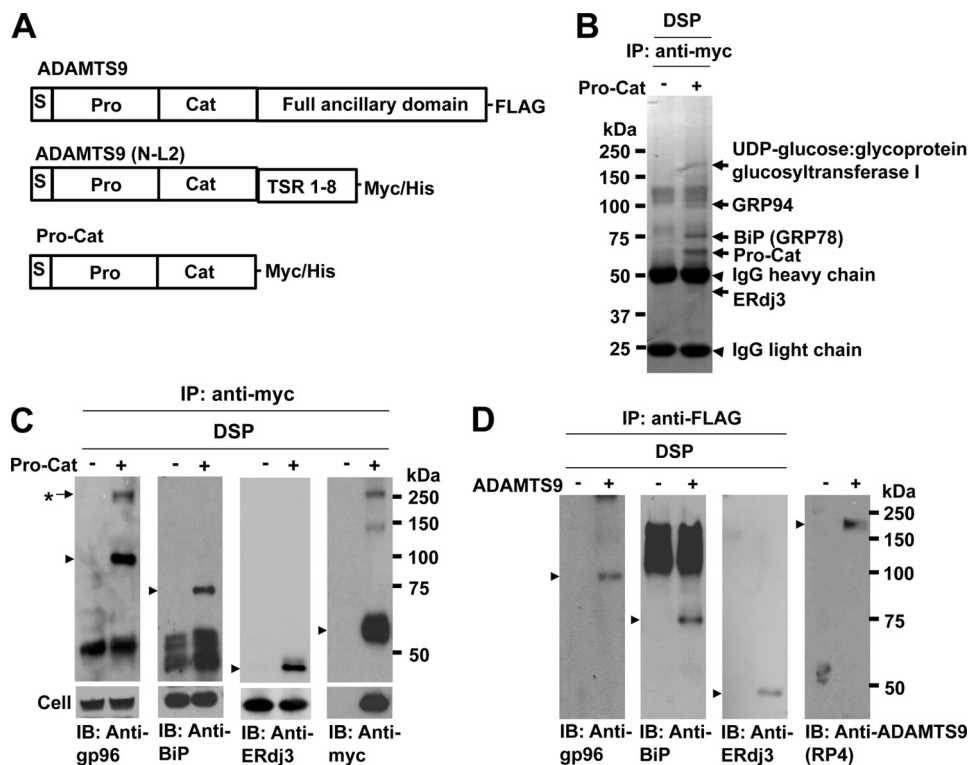 A
ADAMTS9
S Pro Cat Full ancillary domain FLAG
ADAMTS9 (N-L2)
S Pro Cat TSR 1-8 Myc/His
Pro-Cat
S Pro Cat Myc/His
B
DSP
IP: anti-myc
Pro-Cat - +
kDa
250
150
100
75
50
37
25
UDP-glucose:glycoprotein
glucosyltransferase I
GRP94
BiP (GRP78)
Pro-Cat
IgG heavy chain
ERdj3
IgG light chain
C
IP: anti-myc
DSP
Pro-Cat - + - + - + - +
kDa
*
250
150
100
75
50
Cell
IB: Anti- IB: Anti- IB: Anti- IB: Anti-
gp96 BiP ERdj3 myc
D
IP: anti-FLAG
DSP
ADAMTS9 - + - + - + - +
kDa
250
150
100
75
50
IB: Anti- IB: Anti- IB: Anti- IB: Anti-ADAMTS9
gp96 BiP ERdj3 (RP4)